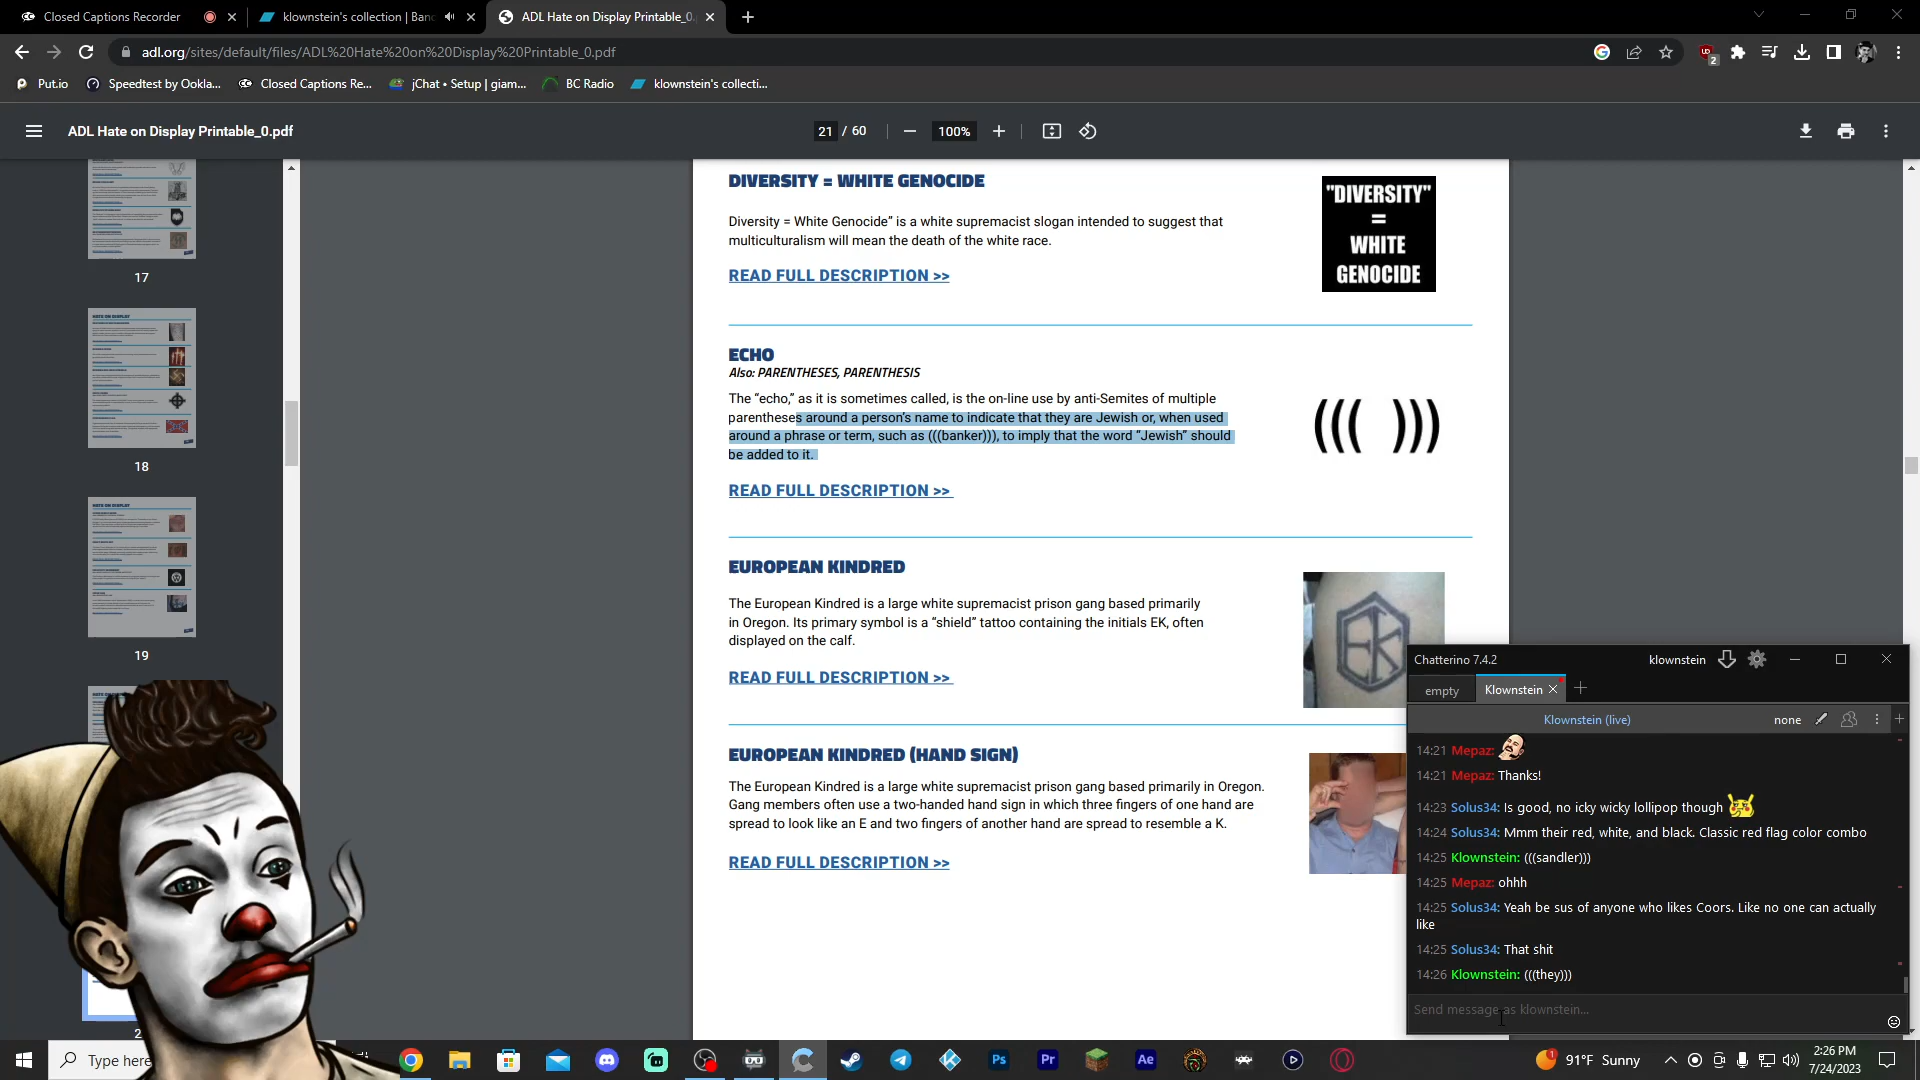 Closed Captions Recorder
klownstein's collection | Banc
ADL Hate on Display Printable_0.
adl.org/sites/default/files/ADL%20Hate%20on%20Display%20Printable_0.pdf
2
Put.io
Speedtest by Ookla...
Closed Captions Re...
jChat • Setup | giam...
BC Radio
klownstein's collecti...
ADL Hate on Display Printable_0.pdf
21 / 60
100%
17
18
19
DIVERSITY = WHITE GENOCIDE
Diversity = White Genocide” is a white supremacist slogan intended to suggest that
multiculturalism will mean the death of the white race.
READ FULL DESCRIPTION >>
"DIVERSITY"
=
WHITE
GENOCIDE
ECHO
Also: PARENTHESES, PARENTHESIS
The “echo,” as it is sometimes called, is the on-line use by anti-Semites of multiple
parentheses around a person’s name to indicate that they are Jewish or, when used
around a phrase or term, such as (((banker))), to imply that the word “Jewish” should
be added to it.
READ FULL DESCRIPTION >>
((( )))
EUROPEAN KINDRED
The European Kindred is a large white supremacist prison gang based primarily
in Oregon. Its primary symbol is a “shield” tattoo containing the initials EK, often
displayed on the calf.
READ FULL DESCRIPTION >>
EK
EUROPEAN KINDRED (HAND SIGN)
The European Kindred is a large white supremacist prison gang based primarily in Oregon.
Gang members often use a two-handed hand sign in which three fingers of one hand are
spread to look like an E and two fingers of another hand are spread to resemble a K.
READ FULL DESCRIPTION >>
Chatterino 7.4.2
klownstein
empty
Klownstein
Klownstein (live)
none
14:21 Mepaz:
14:21 Mepaz: Thanks!
14:23 Solus34: Is good, no icky wicky lollipop though
14:24 Solus34: Mmm their red, white, and black. Classic red flag color combo
14:25 Klownstein: (((sandler)))
14:25 Mepaz: ohhh
14:25 Solus34: Yeah be sus of anyone who likes Coors. Like no one can actually
like
14:25 Solus34: That shit
14:26 Klownstein: (((they)))
Send message as klownstein...
Type here
Ps
Pr
Ae
1
91°F Sunny
2:26 PM
7/24/2023